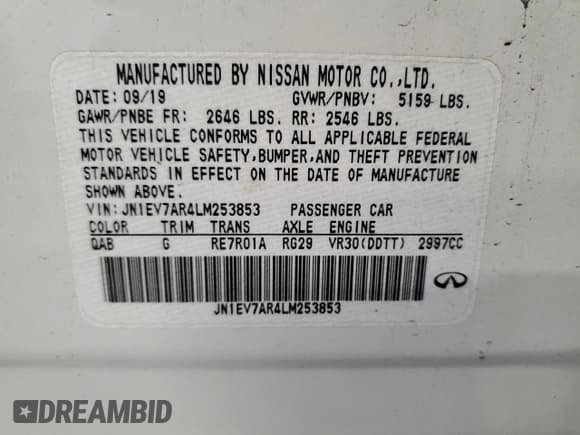 MANUFACTURED BY NISSAN MOTOR CO.,LTD.
DATE: 09/19 GVWR/PNBV: 5159 LBS.
GAWR/PNBE FR: 2646 LBS. RR: 2546 LBS.
THIS VEHICLE CONFORMS TO ALL APPLICABLE FEDERAL
MOTOR VEHICLE SAFETY,BUMPER,AND THEFT PREVENTION
STANDARDS IN EFFECT ON THE DATE OF MANUFACTURE
SHOWN ABOVE.
VIN: JN1EV7AR4LM253853 PASSENGER CAR
COLOR TRIM TRANS AXLE ENGINE
QAB G RE7R01A RG29 VR30(DDTT) 2997CC
JN1EV7AR4LM253853
DREAMBID